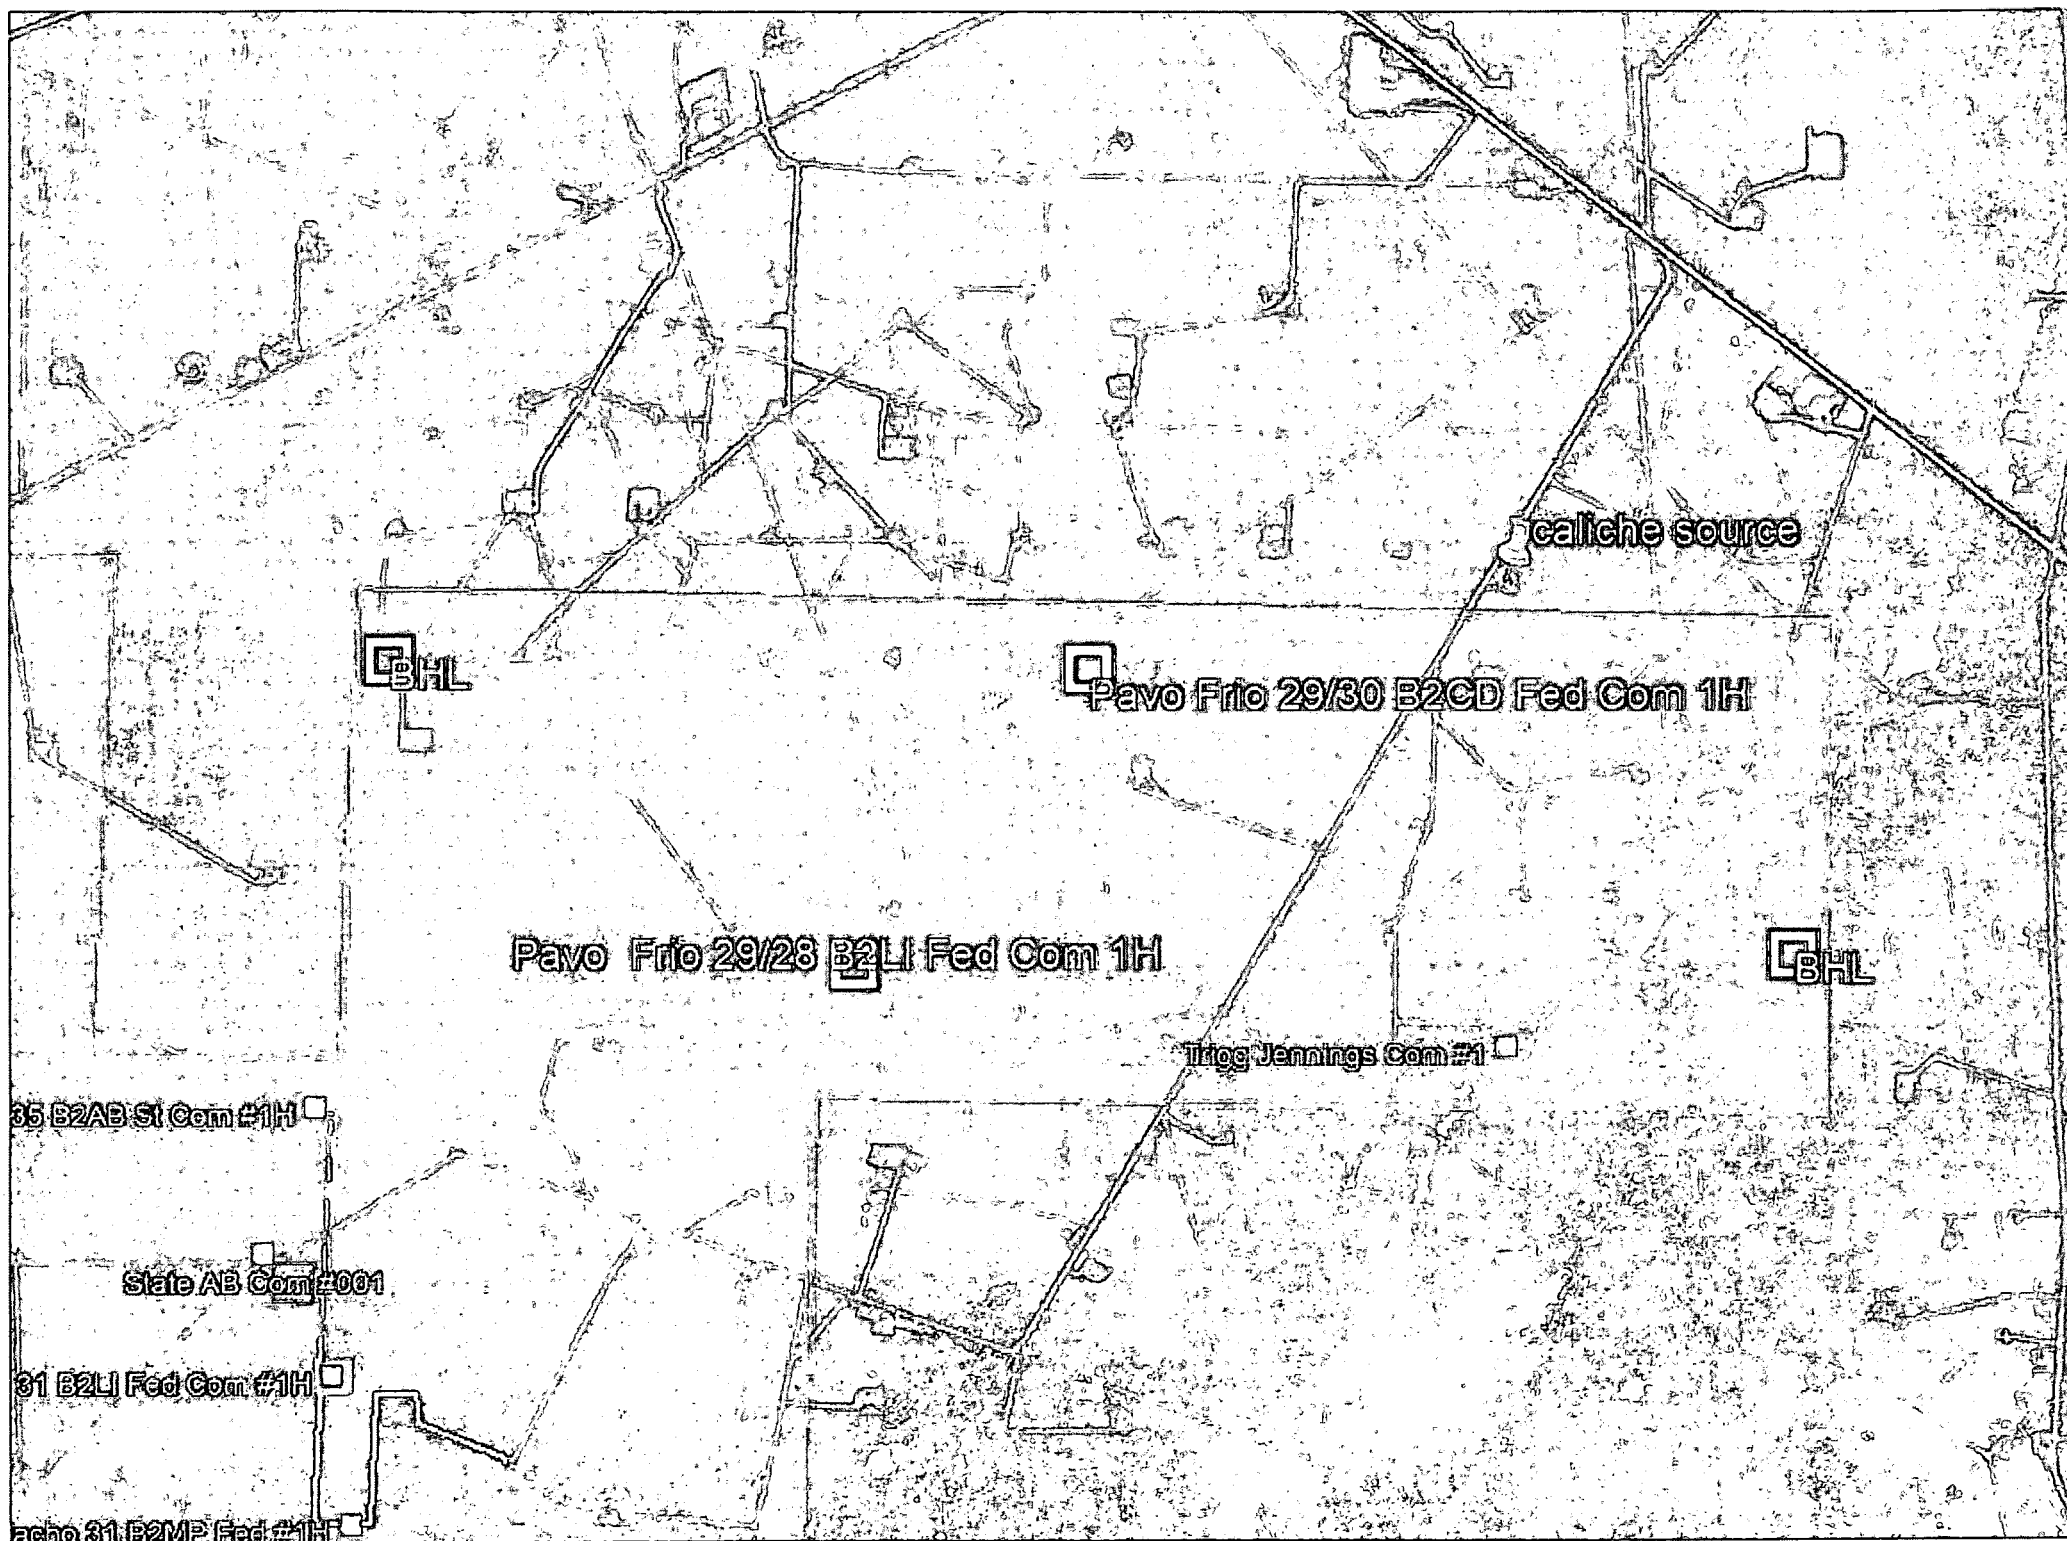 caliche source
BHL
Pavo Frio 29/30 B2CD Fed Com 1H
Pavo Frio 29/28 B2LI Fed Com 1H
BHL
Trigg Jennings Com #1
35 B2AB St Com #1H
State AB Com #001
31 B2LI Fed Com #1H
acho 31 B2MP Fed #1H